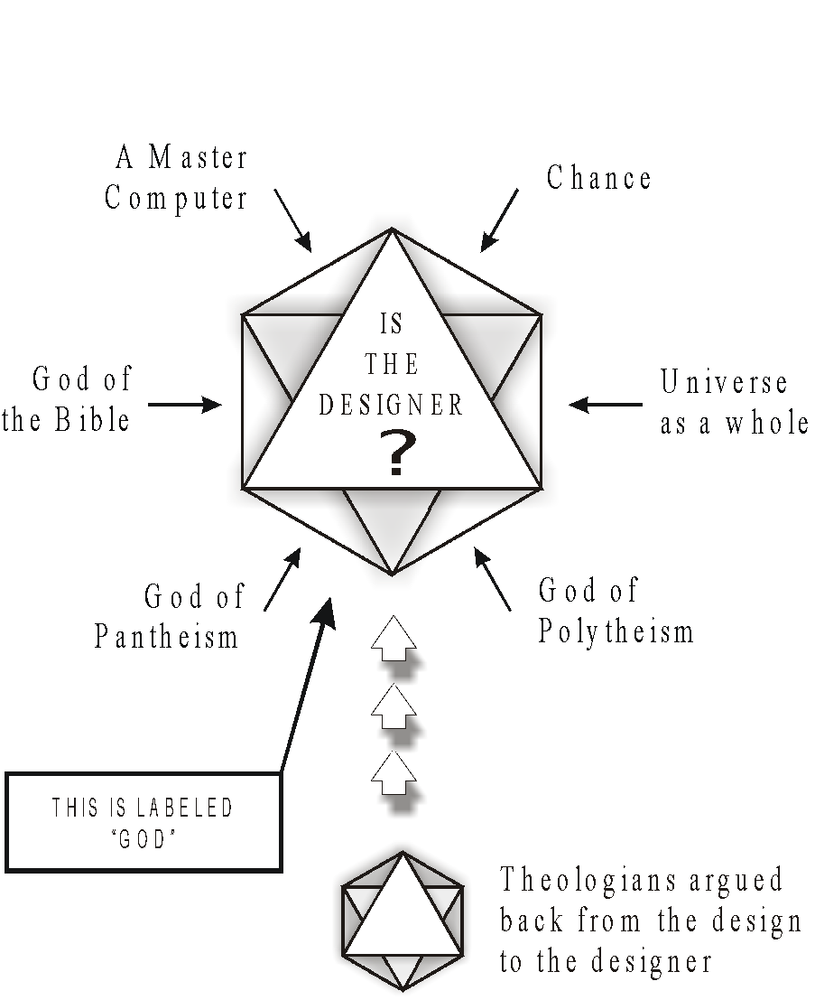 A Master
Computer
Chance
IS
THE
DESIGNER
?
God of
the Bible
Universe
as a whole
God of
Pantheism
God of
Polytheism
THIS IS LABELED
“GOD”
Theologians argued
back from the design
to the designer